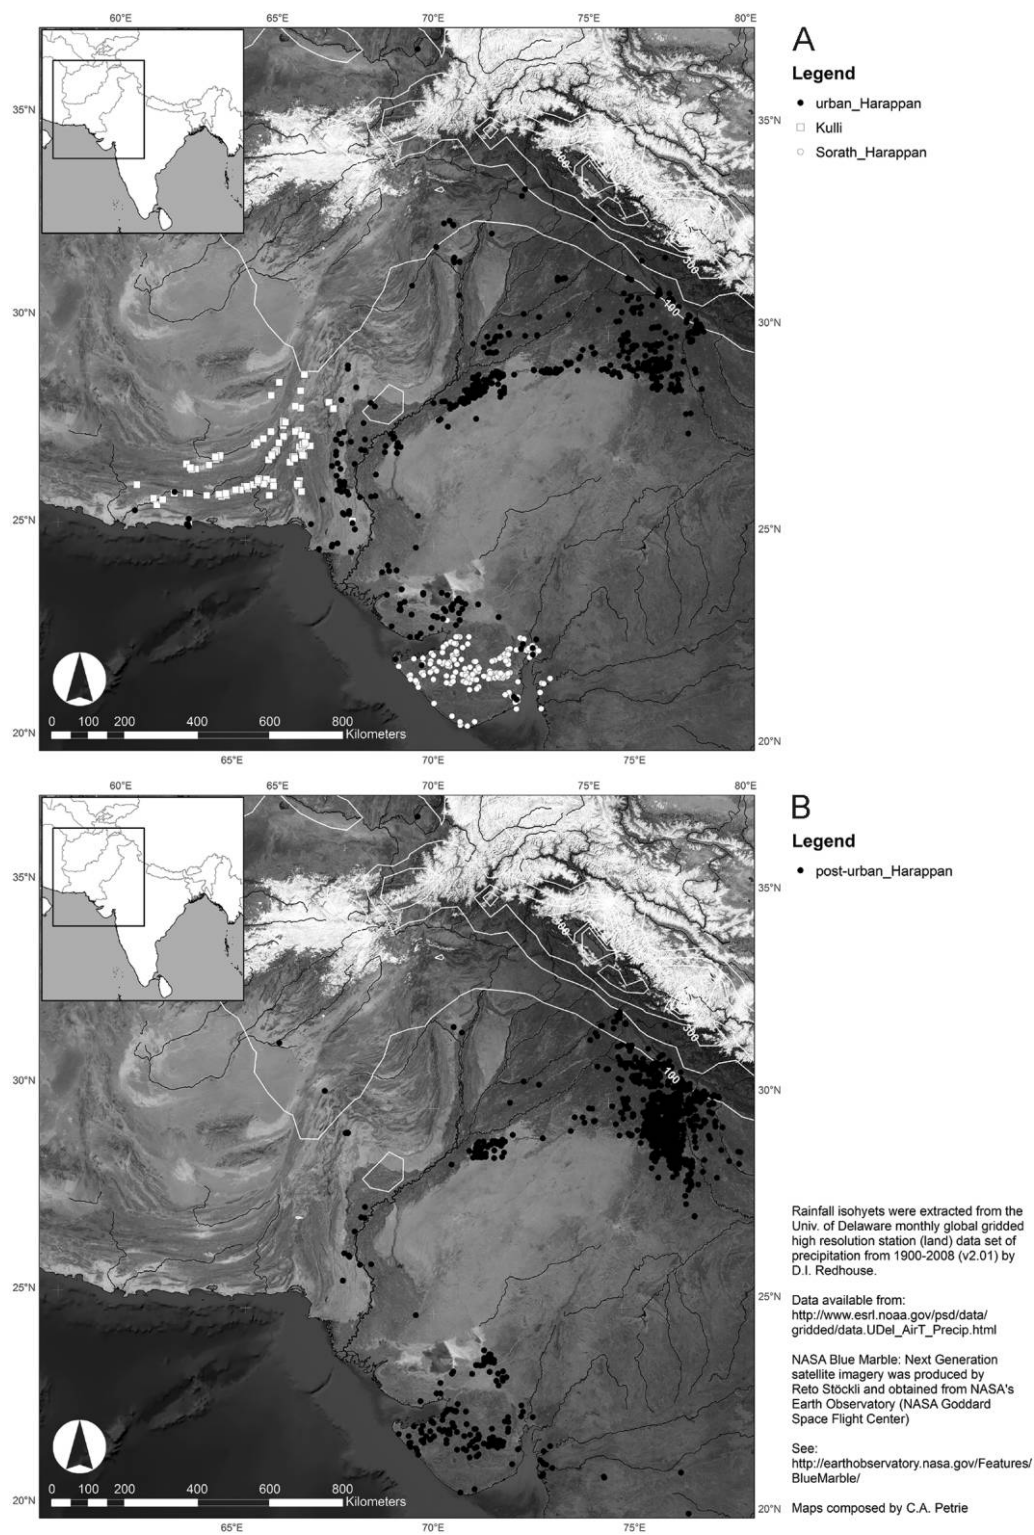 60°E 65°E 70°E 75°E 80°E
A
Legend
urban_Harappan
Kulli
Sorath_Harappan
35°N
35°N
100
300
30°N
100
30°N
25°N
25°N
0 100 200 400 600 800
Kilometers
20°N
20°N
65°E 70°E 75°E
60°E 65°E 70°E 75°E 80°E
B
Legend
post-urban_Harappan
35°N
35°N
300
30°N
100
30°N
25°N
25°N
Rainfall isohyets were extracted from the
Univ. of Delaware monthly global gridded
high resolution station (land) data set of
precipitation from 1900-2008 (v2.01) by
D.I. Redhouse.
Data available from:
http://www.esrl.noaa.gov/psd/data/
gridded/data.UDel_AirT_Precip.html
NASA Blue Marble: Next Generation
satellite imagery was produced by
Reto Stöckli and obtained from NASA's
Earth Observatory (NASA Goddard
Space Flight Center)
See:
http://earthobservatory.nasa.gov/Features/
BlueMarble/
Maps composed by C.A. Petrie
0 100 200 400 600 800
Kilometers
20°N
20°N
65°E 70°E 75°E